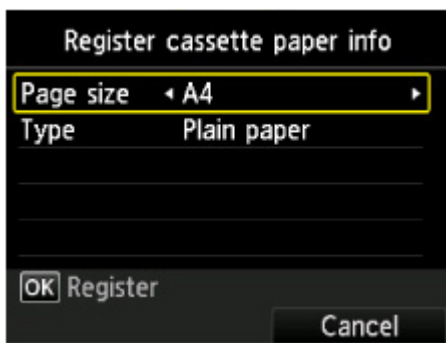 Register cassette paper info
Page size A4
Type Plain paper
OK Register
Cancel